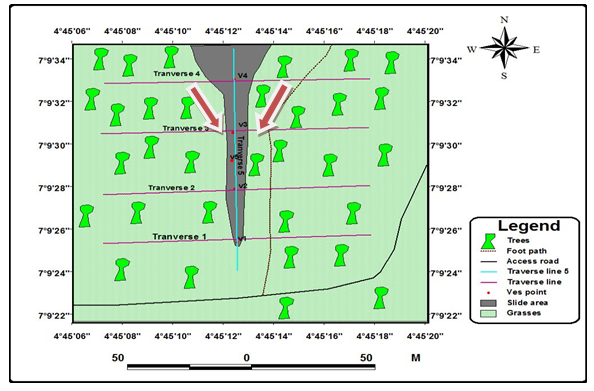 4°45'06" 4°45'08" 4°45'10" 4°45'12" 4°45'14" 4°45'16" 4°45'18" 4°45'20"
N
W E
S
7°9'34" 7°9'34"
Tranverse 4 V4
7°9'32" 7°9'32"
Tranverse V3
7°9'30" 7°9'30"
Tranverse 5
V5
7°9'28" 7°9'28"
Tranverse 2 V2
7°9'26" 7°9'26"
Tranverse 1 V1
7°9'24" 7°9'24"
7°9'22" 7°9'22"
4°45'06" 4°45'08" 4°45'10" 4°45'12" 4°45'14" 4°45'16" 4°45'18" 4°45'20"
Legend
Trees
Foot path
Access road
Traverse line 5
Traverse line
Ves point
Slide area
Grasses
50 0 50 M